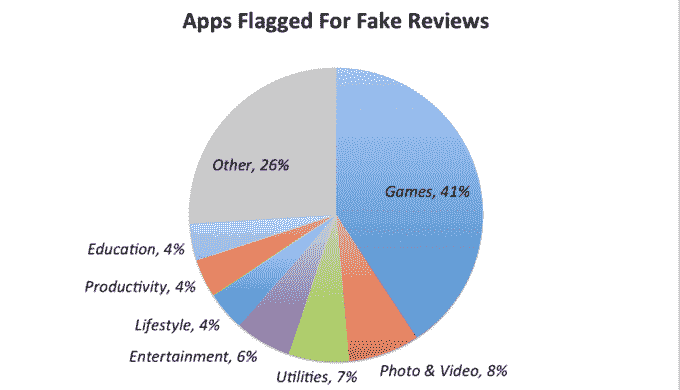 Apps Flagged For Fake Reviews
Other, 26%
Games, 41%
Education, 4%
Productivity, 4%
Lifestyle, 4%
Entertainment, 6%
Utilities, 7%
Photo & Video, 8%